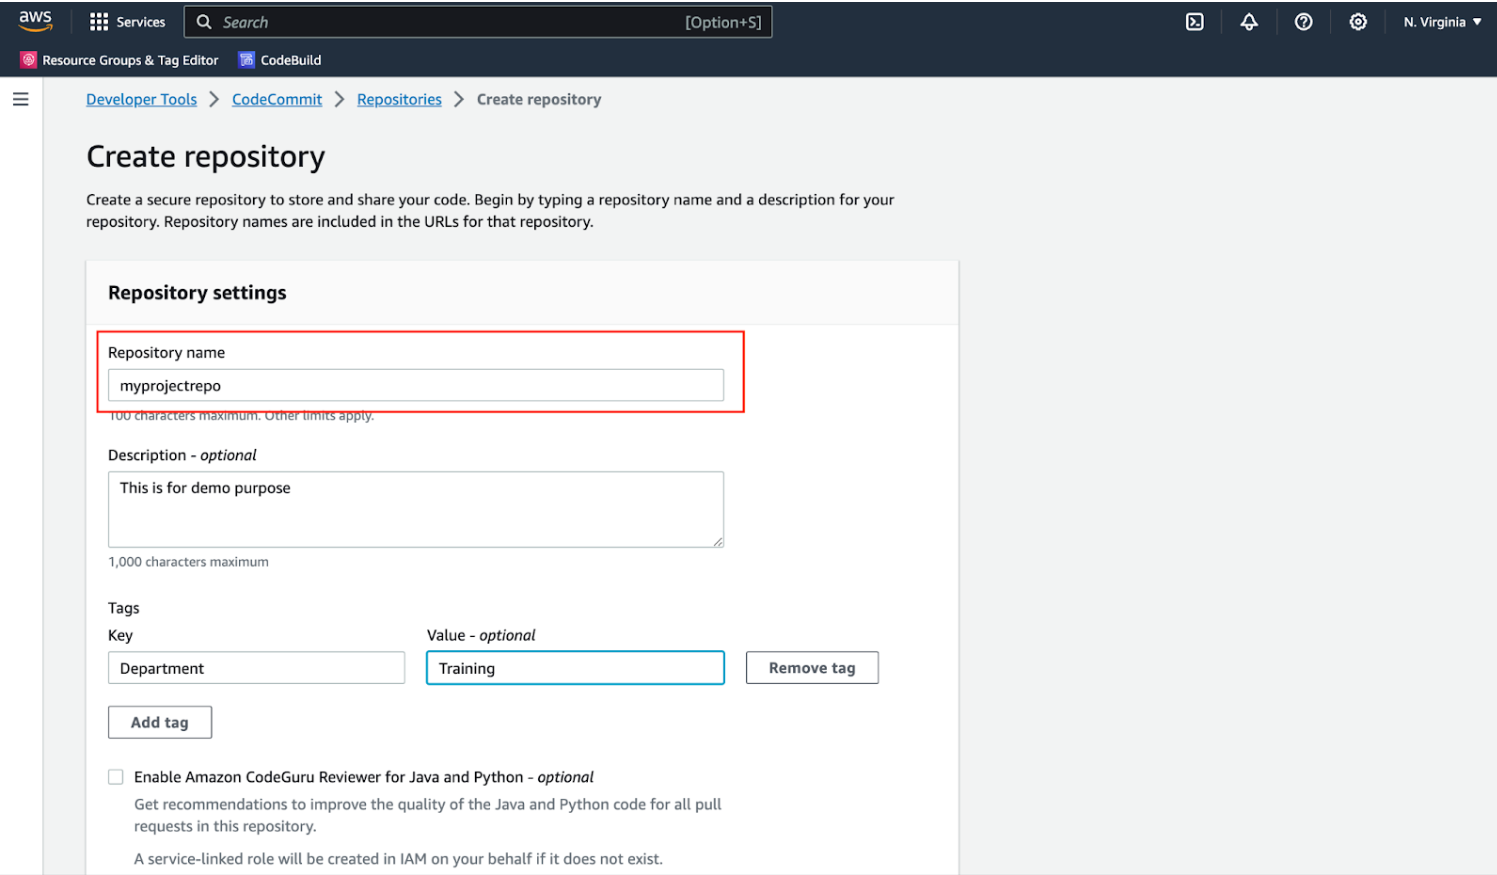 aws Services Search [Option+S] N. Virginia
Resource Groups & Tag Editor CodeBuild
Developer Tools > CodeCommit > Repositories > Create repository
Create repository
Create a secure repository to store and share your code. Begin by typing a repository name and a description for your
repository. Repository names are included in the URLs for that repository.
Repository settings
Repository name
myprojectrepo
100 characters maximum. Other limits apply.
Description - optional
This is for demo purpose
1,000 characters maximum
Tags
Key Value - optional
Department Training Remove tag
Add tag
Enable Amazon CodeGuru Reviewer for Java and Python - optional
Get recommendations to improve the quality of the Java and Python code for all pull
requests in this repository.
A service-linked role will be created in IAM on your behalf if it does not exist.